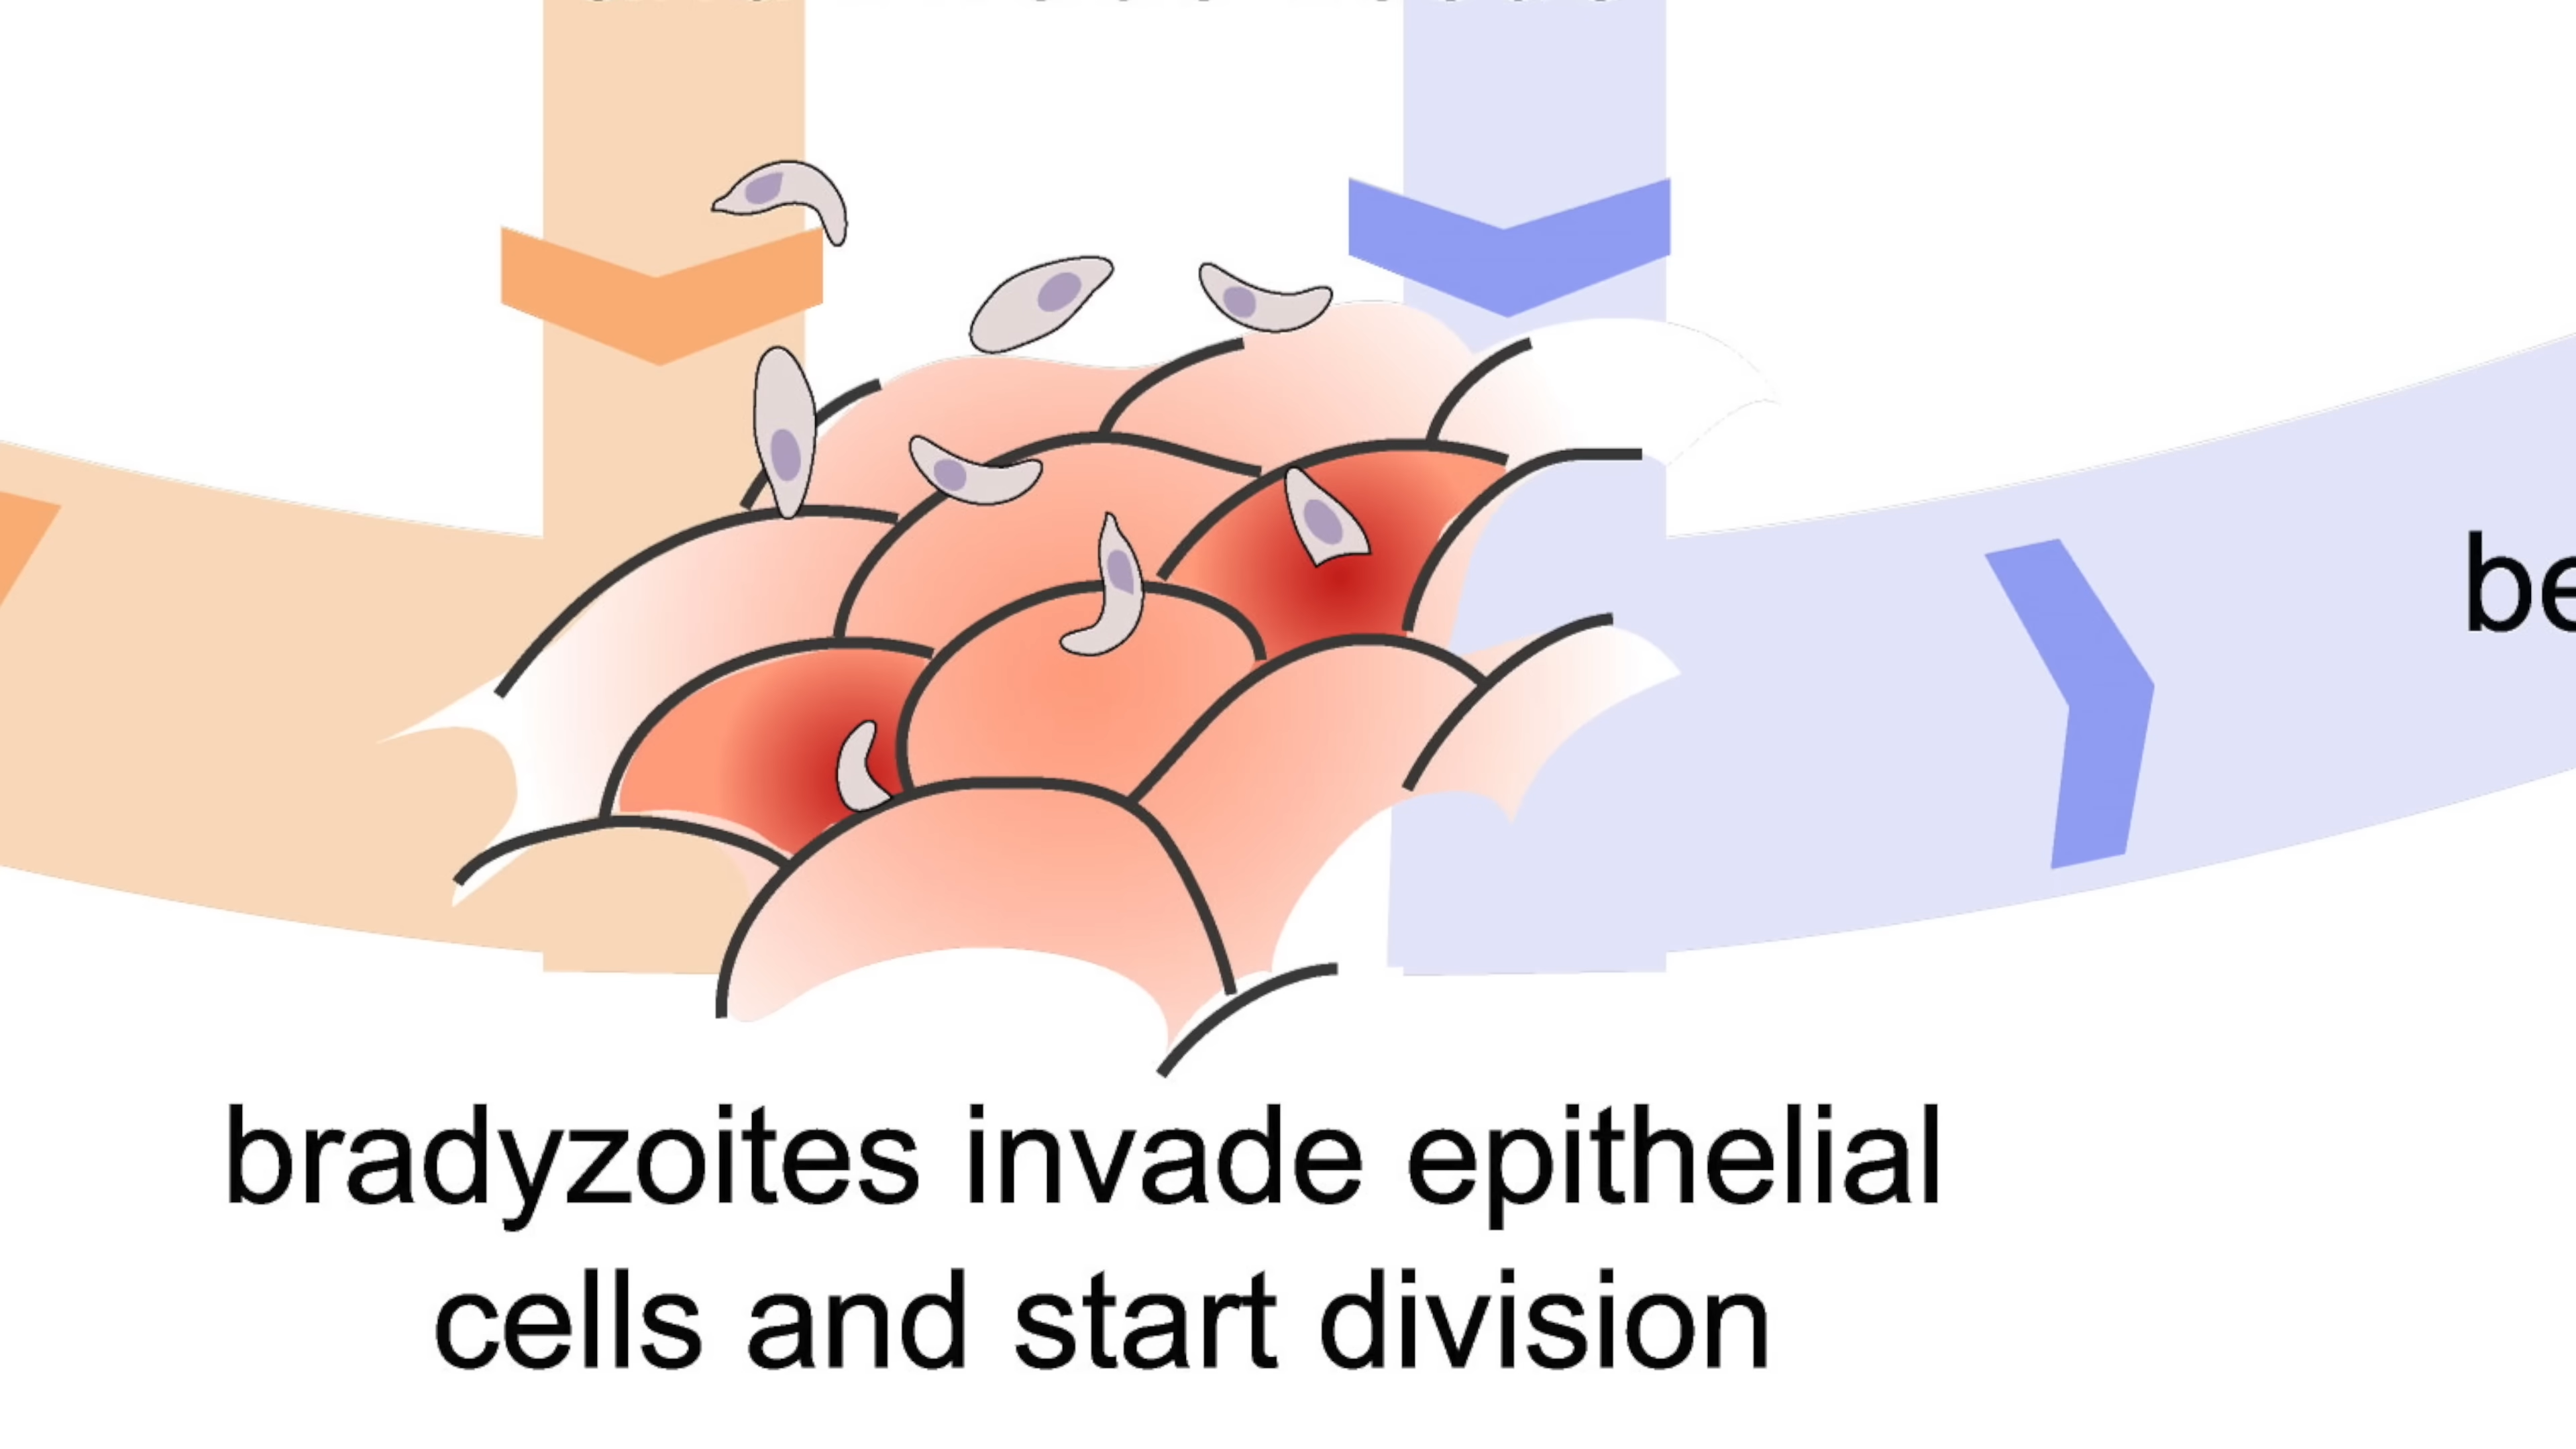 bradyzoites invade epithelial
cells and start division